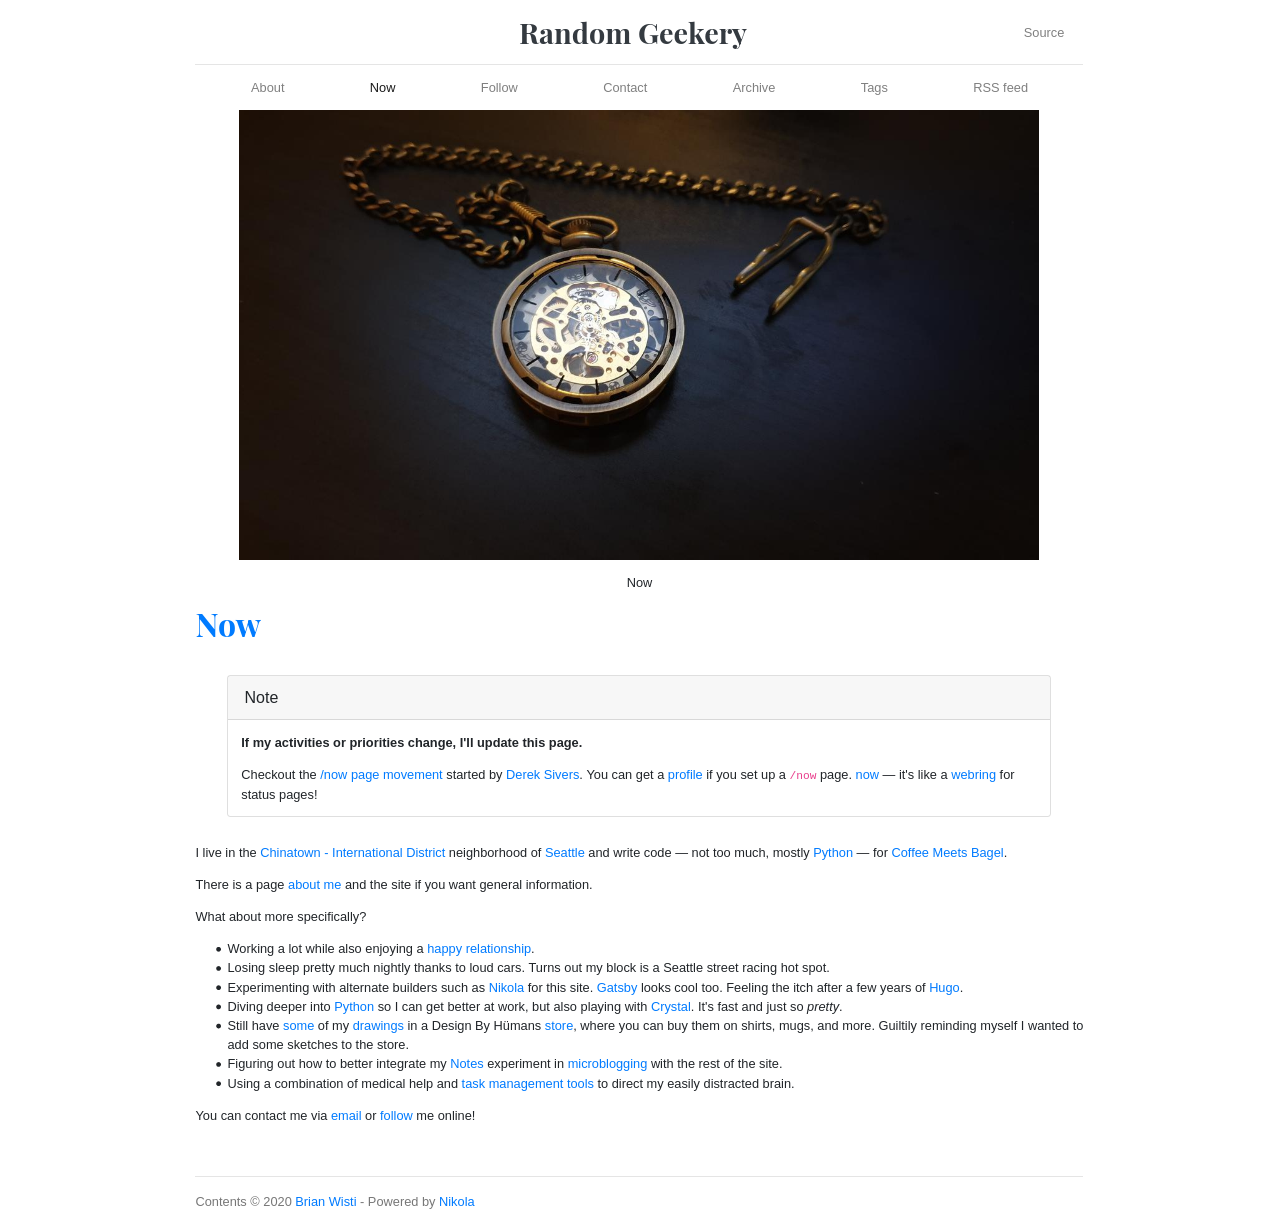 Random Geekery
Source
About Now Follow Contact Archive Tags RSS feed
Now
Now
Note
If my activities or priorities change, I'll update this page.
Checkout the /now page movement started by Derek Sivers. You can get a profile if you set up a /now page. now — it's like a webring for
status pages!
I live in the Chinatown - International District neighborhood of Seattle and write code — not too much, mostly Python — for Coffee Meets Bagel.
There is a page about me and the site if you want general information.
What about more specifically?
• Working a lot while also enjoying a happy relationship.
• Losing sleep pretty much nightly thanks to loud cars. Turns out my block is a Seattle street racing hot spot.
• Experimenting with alternate builders such as Nikola for this site. Gatsby looks cool too. Feeling the itch after a few years of Hugo.
• Diving deeper into Python so I can get better at work, but also playing with Crystal. It's fast and just so pretty.
• Still have some of my drawings in a Design By Hümans store, where you can buy them on shirts, mugs, and more. Guiltily reminding myself I wanted to
add some sketches to the store.
• Figuring out how to better integrate my Notes experiment in microblogging with the rest of the site.
• Using a combination of medical help and task management tools to direct my easily distracted brain.
You can contact me via email or follow me online!
Contents © 2020 Brian Wisti - Powered by Nikola